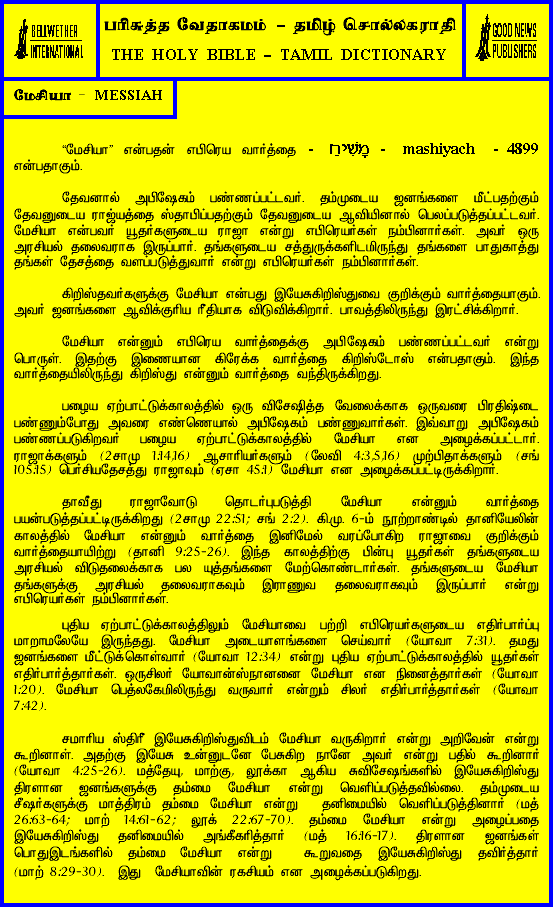 BELLWETHER
INTERNATIONAL
பரிசுத்த வேதாகமம் – தமிழ் சொல்லகராதி
THE HOLY BIBLE – TAMIL DICTIONARY
GOOD NEWS
PUBLISHERS
மேசியா – MESSIAH
“மேசியா” என்பதன் எபிரெய வார்த்தை - מָשִׁיחַ - mashiyach - 4899
என்பதாகும்.
தேவனால் அபிஷேகம் பண்ணப்பட்டவர். தம்முடைய ஜனங்களை மீட்பதற்கும்
தேவனுடைய ராஜ்யத்தை ஸ்தாபிப்பதற்கும் தேவனுடைய ஆவியினால் பெலப்படுத்தப்பட்டவர்.
மேசியா என்பவர் யூதர்களுடைய ராஜா என்று எபிரெயர்கள் நம்பினார்கள். அவர் ஒரு
அரசியல் தலைவராக இருப்பார். தங்களுடைய சத்துருக்களிடமிருந்து தங்களை பாதுகாத்து
தங்கள் தேசத்தை வளப்படுத்துவார் என்று எபிரெயர்கள் நம்பினார்கள்.
கிறிஸ்தவர்களுக்கு மேசியா என்பது இயேசுகிறிஸ்துவை குறிக்கும் வார்த்தையாகும்.
அவர் ஜனங்களை ஆவிக்குரிய ரீதியாக விடுவிக்கிறார். பாவத்திலிருந்து இரட்சிக்கிறார்.
மேசியா என்னும் எபிரெய வார்த்தைக்கு அபிஷேகம் பண்ணப்பட்டவர் என்று
பொருள். இதற்கு இணையான கிரேக்க வார்த்தை கிறிஸ்டோஸ் என்பதாகும். இந்த
வார்த்தையிலிருந்து கிறிஸ்து என்னும் வார்த்தை வந்திருக்கிறது.
பழைய ஏற்பாட்டுக்காலத்தில் ஒரு விசேஷித்த வேலைக்காக ஒருவரை பிரதிஷ்டை
பண்ணும்போது அவரை எண்ணெயால் அபிஷேகம் பண்ணுவார்கள். இவ்வாறு அபிஷேகம்
பண்ணப்படுகிறவர் பழைய ஏற்பாட்டுக்காலத்தில் மேசியா என அழைக்கப்பட்டார்.
ராஜாக்களும் (2சாமு 1:14,16) ஆசாரியர்களும் (லேவி 4:3,5,16) முற்பிதாக்களும் (சங்
105:15) பெர்சியதேசத்து ராஜாவும் (ஏசா 45:1) மேசியா என அழைக்கப்பட்டிருக்கிறார்.
தாவீது ராஜாவோடு தொடர்புபடுத்தி மேசியா என்னும் வார்த்தை
பயன்படுத்தப்பட்டிருக்கிறது (2சாமு 22:51; சங் 2:2). கி.மு. 6-ம் நூற்றாண்டில் தானியேலின்
காலத்தில் மேசியா என்னும் வார்த்தை இனிமேல் வரப்போகிற ராஜாவை குறிக்கும்
வார்த்தையாயிற்று (தானி 9:25-26). இந்த காலத்திற்கு பின்பு யூதர்கள் தங்களுடைய
அரசியல் விடுதலைக்காக பல யுத்தங்களை மேற்கொண்டார்கள். தங்களுடைய மேசியா
தங்களுக்கு அரசியல் தலைவராகவும் இராணுவ தலைவராகவும் இருப்பார் என்று
எபிரெயர்கள் நம்பினார்கள்.
புதிய ஏற்பாட்டுக்காலத்திலும் மேசியாவை பற்றி எபிரெயர்களுடைய எதிர்பார்ப்பு
மாறாமலேயே இருந்தது. மேசியா அடையாளங்களை செய்வார் (யோவா 7:31). தமது
ஜனங்களை மீட்டுக்கொள்வார் (யோவா 12:34) என்று புதிய ஏற்பாட்டுக்காலத்தில் யூதர்கள்
எதிர்பார்த்தார்கள். ஒருசிலர் யோவான்ஸ்நானனை மேசியா என நினைத்தார்கள் (யோவா
1:20). மேசியா பெத்லகேமிலிருந்து வருவார் என்றும் சிலர் எதிர்பார்த்தார்கள் (யோவா
7:42).
சமாரிய ஸ்திரீ இயேசுகிறிஸ்துவிடம் மேசியா வருகிறார் என்று அறிவேன் என்று
கூறினாள். அதற்கு இயேசு உன்னுடனே பேசுகிற நானே அவர் என்று பதில் கூறினார்
(யோவா 4:25-26). மத்தேயு, மாற்கு, லூக்கா ஆகிய சுவிசேஷங்களில் இயேசுகிறிஸ்து
திரளான ஜனங்களுக்கு தம்மை மேசியா என்று வெளிப்படுத்தவில்லை. தம்முடைய
சீஷர்களுக்கு மாத்திரம் தம்மை மேசியா என்று தனிமையில் வெளிப்படுத்தினார் (மத்
26:63-64; மாற் 14:61-62; லூக் 22:67-70). தம்மை மேசியா என்று அழைப்பதை
இயேசுகிறிஸ்து தனிமையில் அங்கீகரித்தார் (மத் 16:16-17). திரளான ஜனங்கள்
பொதுஇடங்களில் தம்மை மேசியா என்று கூறுவதை இயேசுகிறிஸ்து தவிர்த்தார்
(மாற் 8:29-30). இது மேசியாவின் ரகசியம் என அழைக்கப்படுகிறது.